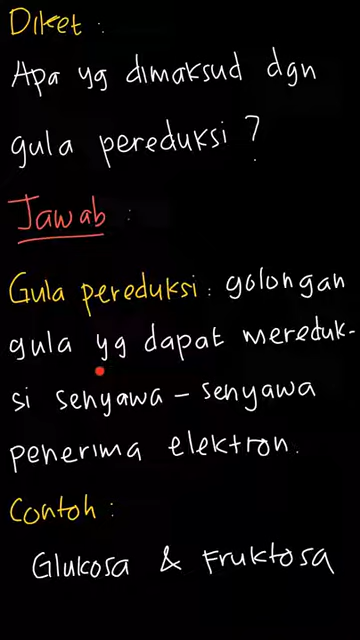 Diket :
Apa yg dimaksud dgn
gula pereduksi ?
Jawab :
Gula pereduksi : golongan
gula yg dapat mereduk-
si senyawa - senyawa
penerima elektron.
Contoh :
Glukosa & Fruktosa